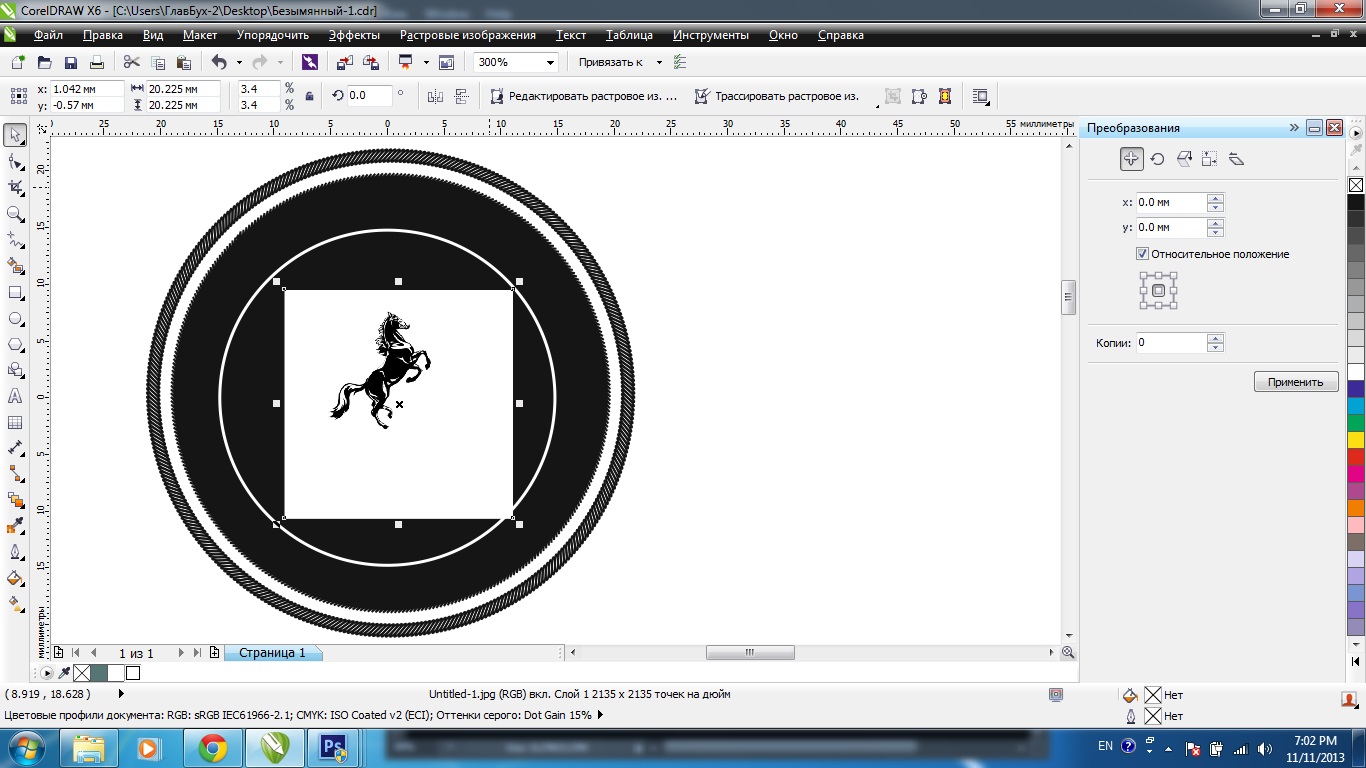 CorelDRAW X6 - [C:\Users\ГлавБух-2\Desktop\Безымянный-1.cdr]
Файл Правка Вид Макет Упорядочить Эффекты Растровые изображения Текст Таблица Инструменты Окно Справка
300% Привязать к
x: 1.042 мм 20.225 мм 3.4 % 0.0 ° Редактировать растровое из. ... Трассировать растровое из.
y: -0.57 мм 20.225 мм 3.4 %
25 20 15 10 5 0 5 10 15 20 25 30 35 40 45 50 55 миллиметры
20
15
10
5
0
5
10
15
миллиметры
Преобразования
x: 0.0 мм
y: 0.0 мм
Относительное положение
Копии: 0
Применить
1 из 1 Страница 1
( 8.919 , 18.628 ) Untitled-1.jpg (RGB) вкл. Слой 1 2135 x 2135 точек на дюйм Нет
Цветовые профили документа: RGB: sRGB IEC61966-2.1; CMYK: ISO Coated v2 (ECI); Оттенки серого: Dot Gain 15% Нет
Ps
EN 7:02 PM
11/11/2013